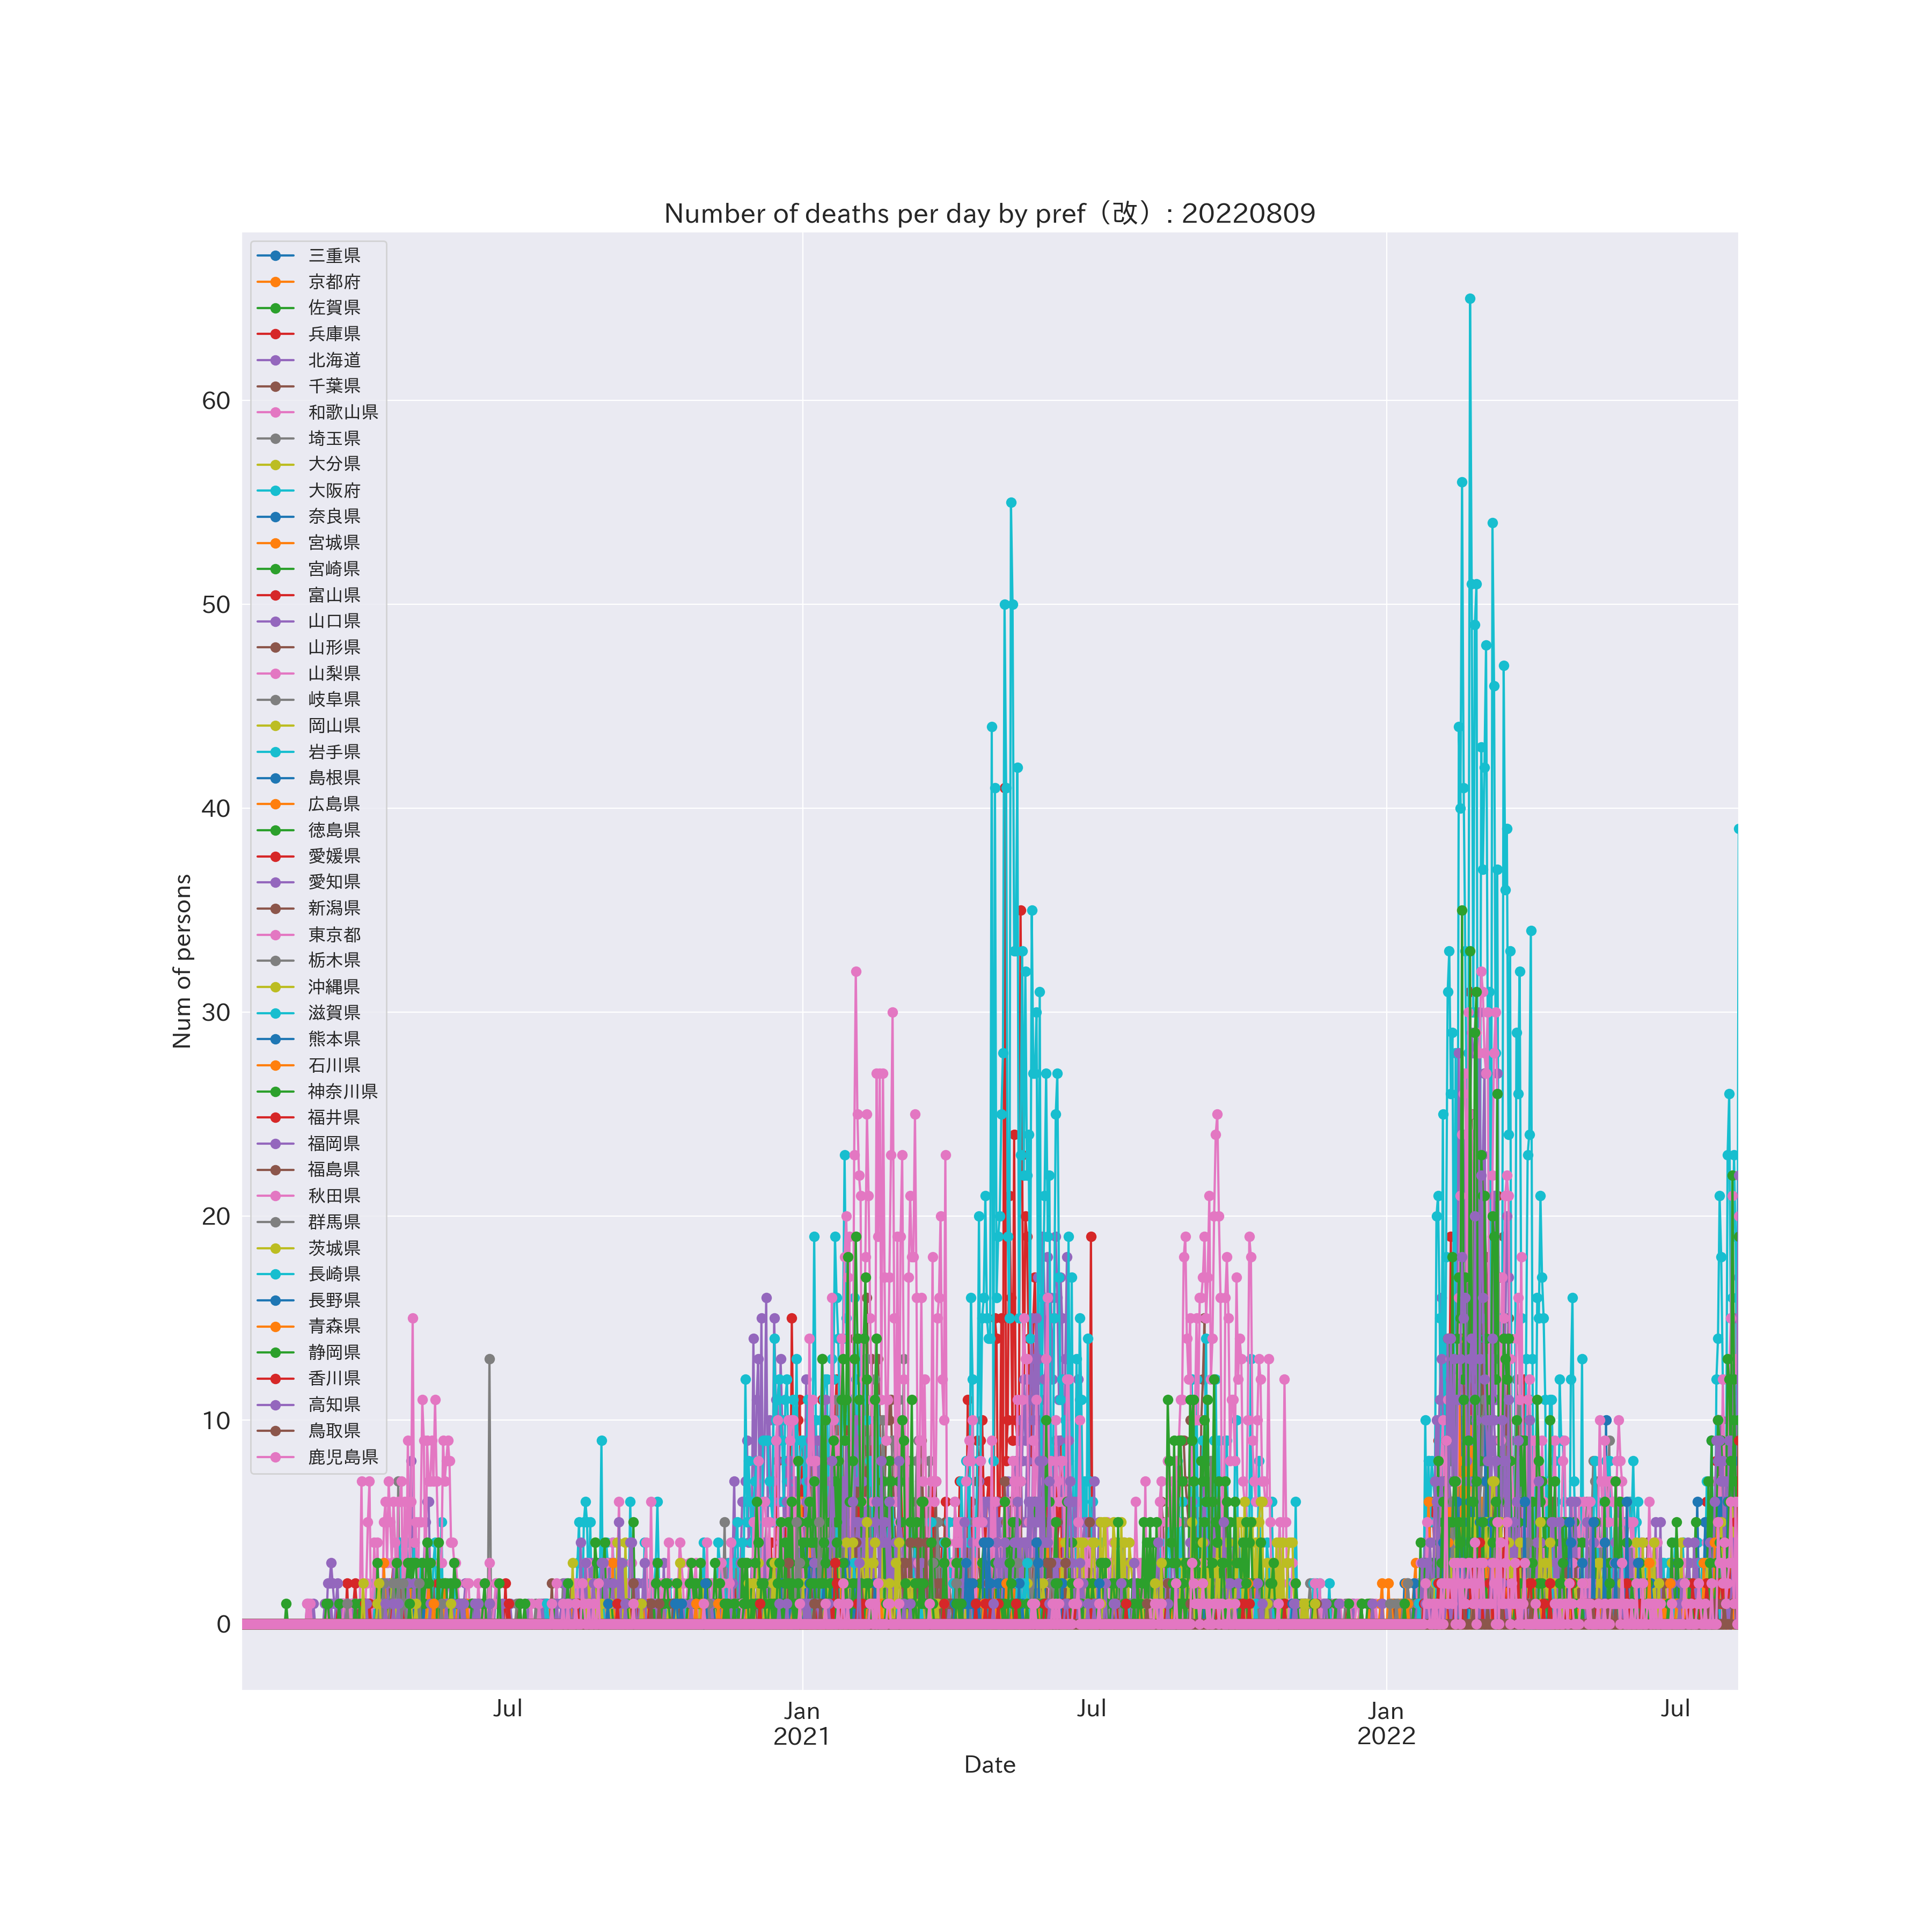 Number of deaths per day by pref（改）: 20220809
三重県
京都府
佐賀県
兵庫県
北海道
千葉県
和歌山県
埼玉県
大分県
大阪府
奈良県
宮城県
宮崎県
富山県
山口県
山形県
山梨県
岐阜県
岡山県
岩手県
島根県
広島県
徳島県
愛媛県
愛知県
新潟県
東京都
栃木県
沖縄県
滋賀県
熊本県
石川県
神奈川県
福井県
福岡県
福島県
秋田県
群馬県
茨城県
長崎県
長野県
青森県
静岡県
香川県
高知県
鳥取県
鹿児島県
Num of persons
60
50
40
30
20
10
0
Jul
Jan
2021
Jul
Jan
2022
Jul
Date